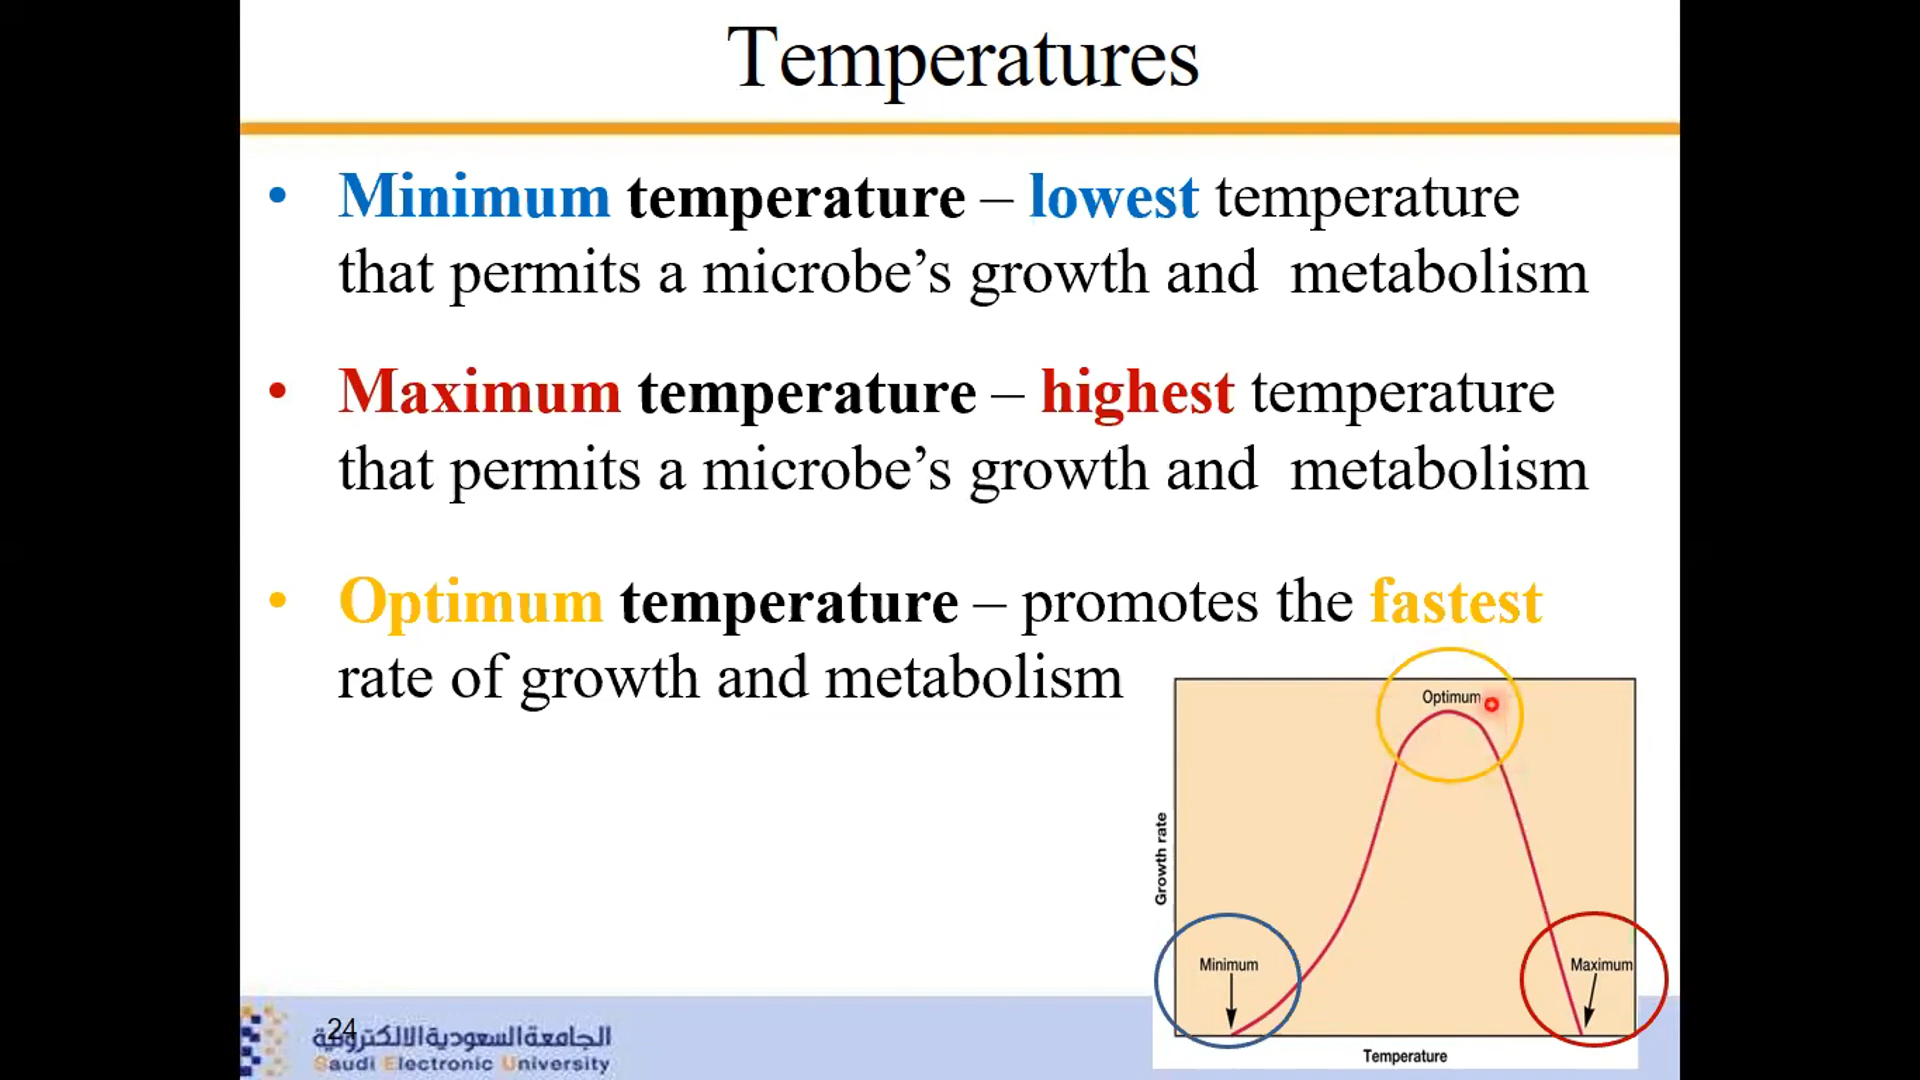 Temperatures
• Minimum temperature – lowest temperature
that permits a microbe’s growth and metabolism
• Maximum temperature – highest temperature
that permits a microbe’s growth and metabolism
• Optimum temperature – promotes the fastest
rate of growth and metabolism
Optimum
Growth rate
Minimum
Maximum
Temperature
24
الجامعة السعودية الالكترونية
Saudi Electronic University